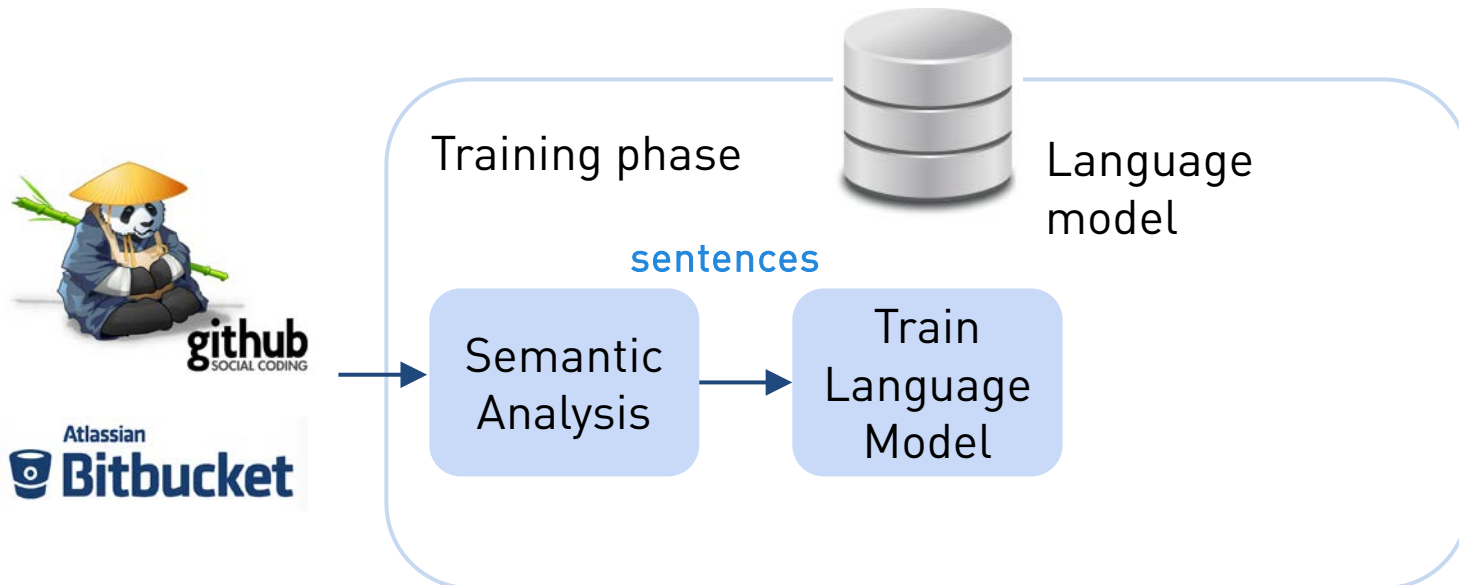 Training phase
Language
model
sentences
github
SOCIAL CODING
Semantic
Analysis
Train
Language
Model
Atlassian
Bitbucket